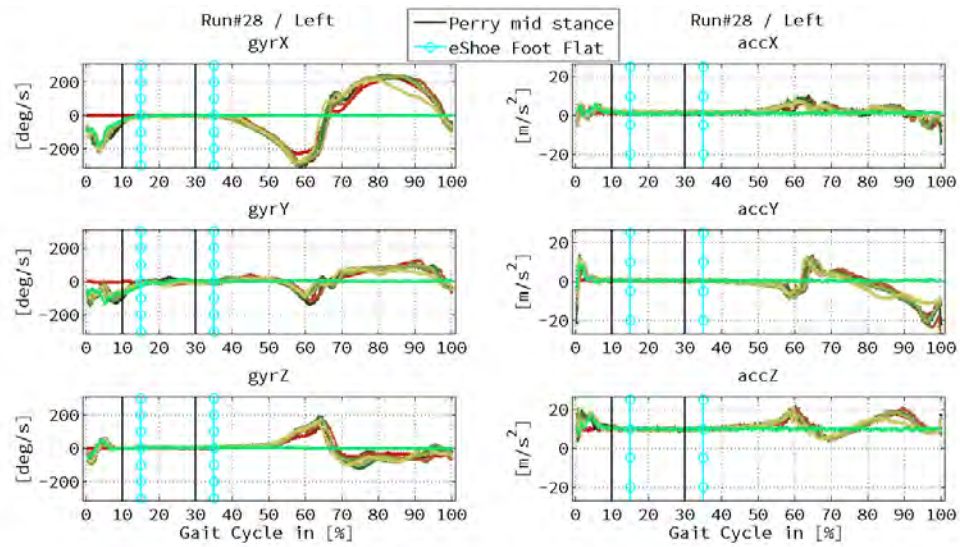 Run#28 / Left
gyrX
Perry mid stance
eShoe Foot Flat
Run#28 / Left
accX
[deg/s]
200
0
-200
0 10 20 30 40 50 60 70 80 90 100
[m/s²]
20
0
-20
0 10 20 30 40 50 60 70 80 90 100
gyrY
[deg/s]
200
0
-200
0 10 20 30 40 50 60 70 80 90 100
accY
[m/s²]
20
0
-20
0 10 20 30 40 50 60 70 80 90 100
gyrZ
[deg/s]
200
0
-200
0 10 20 30 40 50 60 70 80 90 100
Gait Cycle in [%]
accZ
[m/s²]
20
0
-20
0 10 20 30 40 50 60 70 80 90 100
Gait Cycle in [%]